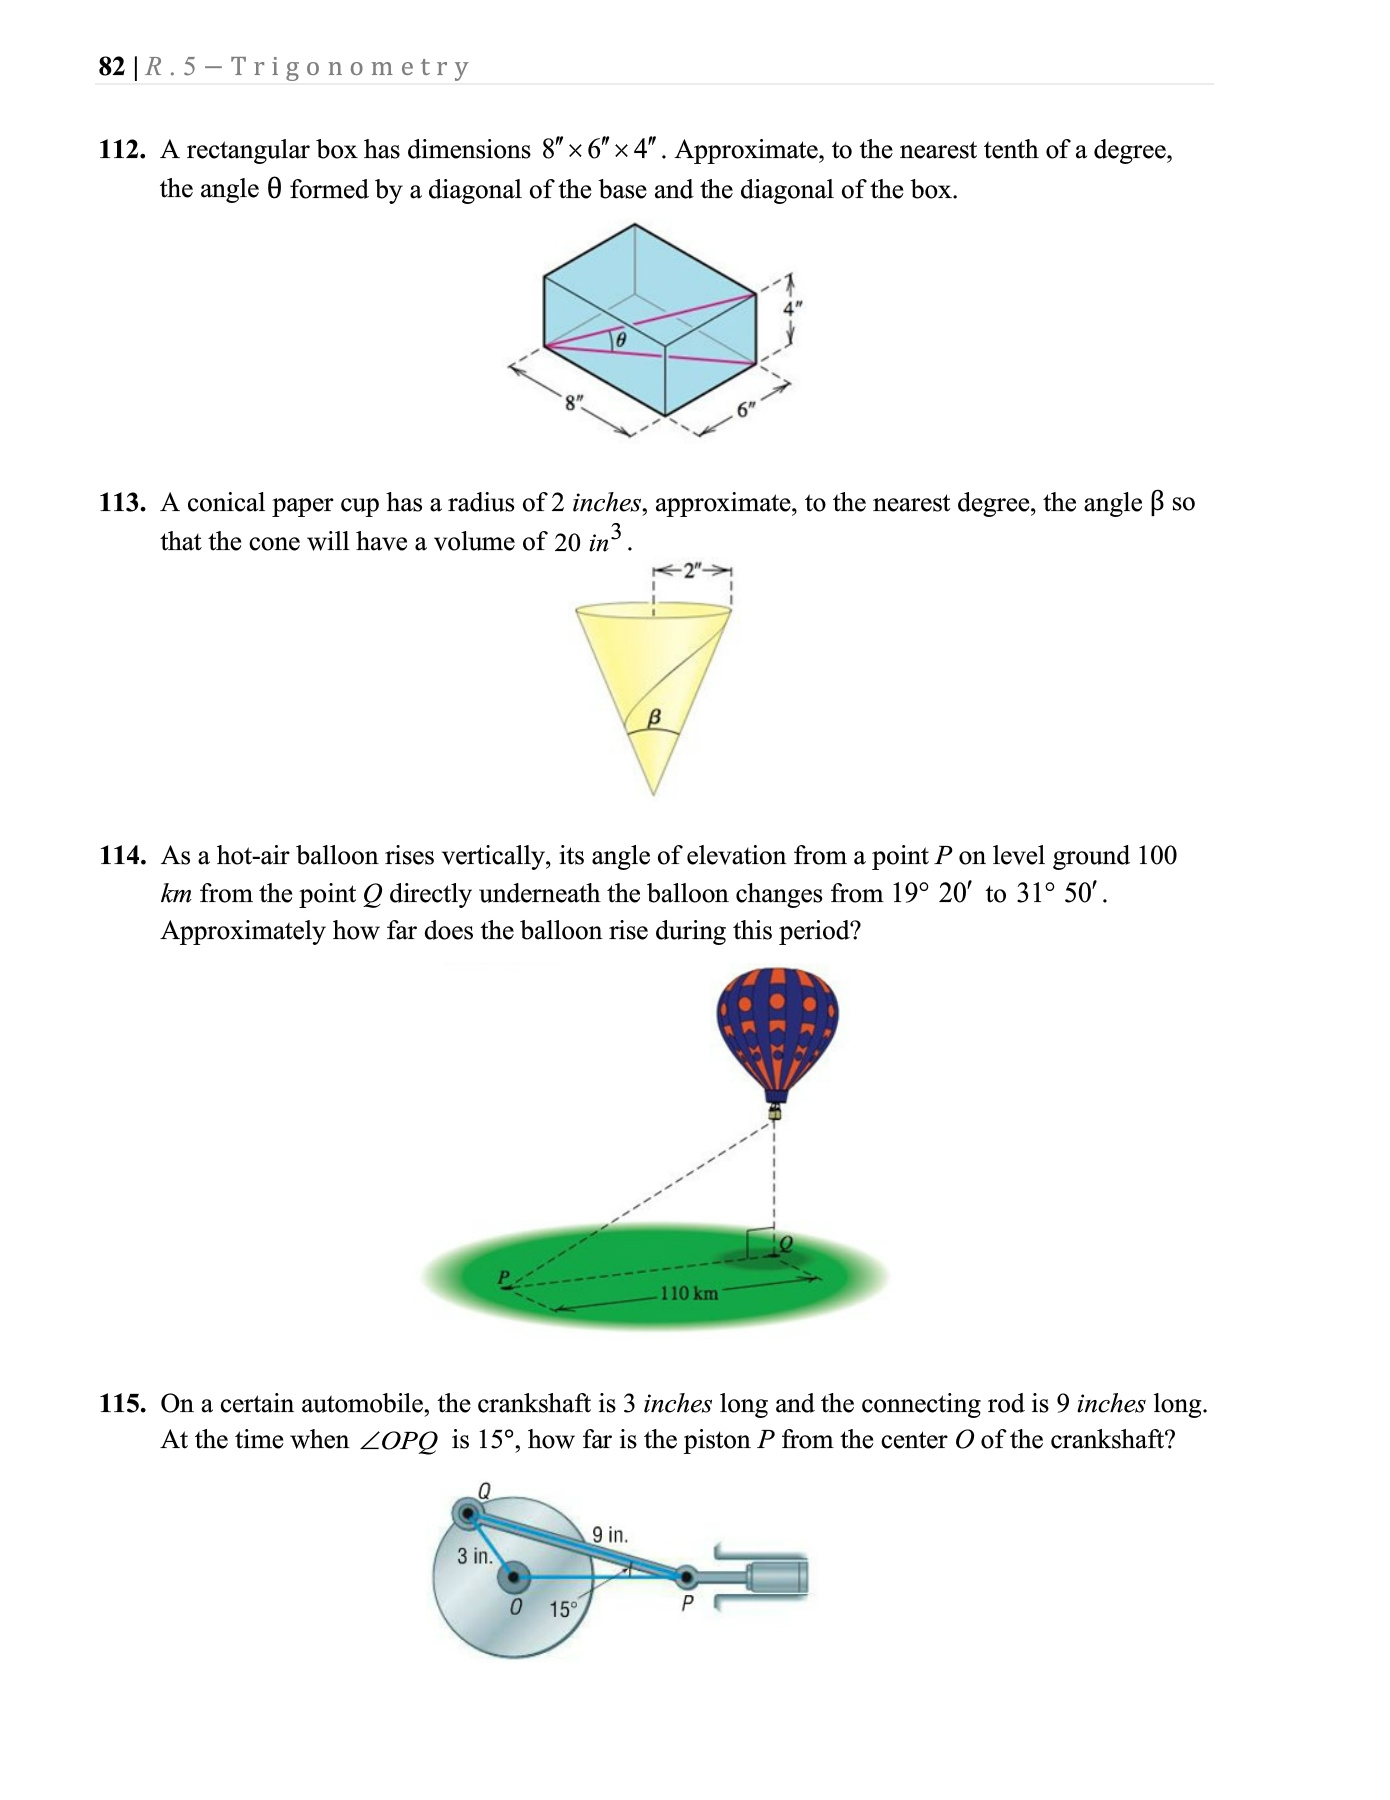 82 | R.5 – Trigonometry
112. A rectangular box has dimensions 8″ × 6″ × 4″. Approximate, to the nearest tenth of a degree,
the angle θ formed by a diagonal of the base and the diagonal of the box.
4″
θ
8″
6″
113. A conical paper cup has a radius of 2 inches, approximate, to the nearest degree, the angle β so
that the cone will have a volume of 20 in³.
2″
β
114. As a hot-air balloon rises vertically, its angle of elevation from a point P on level ground 100
km from the point Q directly underneath the balloon changes from 19° 20′ to 31° 50′.
Approximately how far does the balloon rise during this period?
Q
P
110 km
115. On a certain automobile, the crankshaft is 3 inches long and the connecting rod is 9 inches long.
At the time when ∠OPQ is 15°, how far is the piston P from the center O of the crankshaft?
Q
9 in.
3 in.
O 15° P